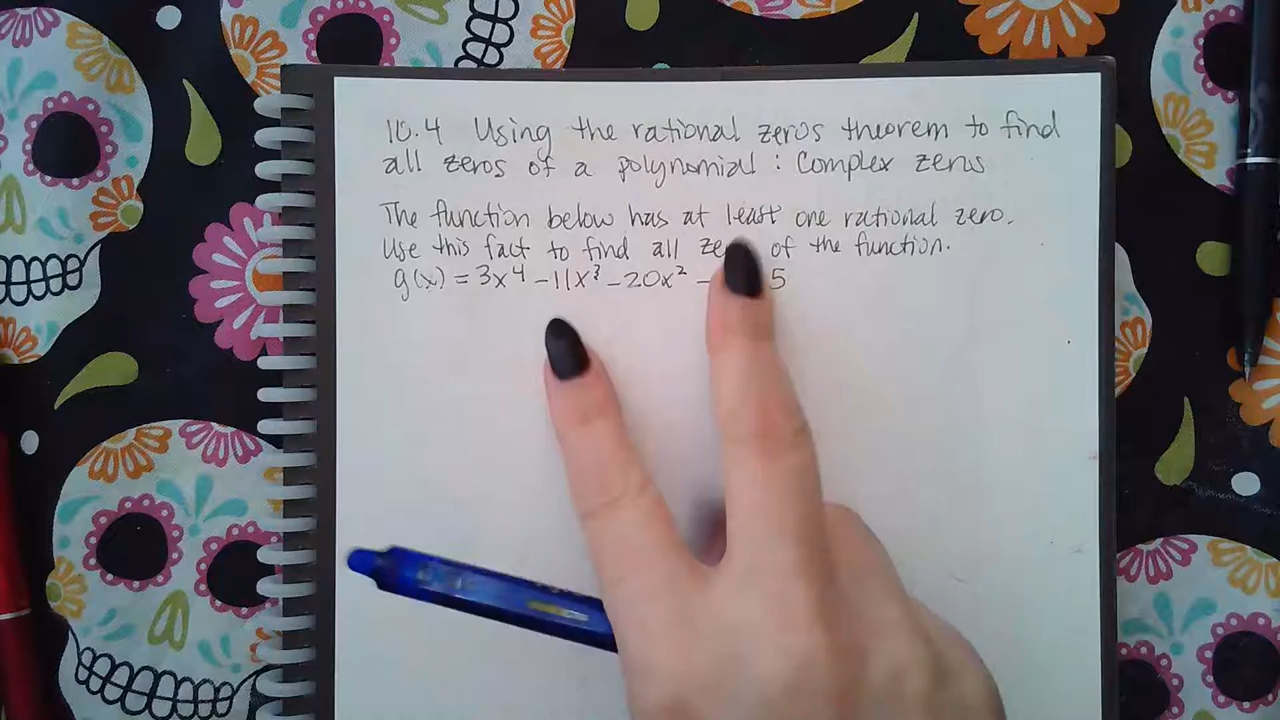 10.4 Using the rational zeros theorem to find
all zeros of a polynomial : Complex zeros
The function below has at least one rational zero.
Use this fact to find all ze of the function.
g(x) = 3x⁴ - 11x³ - 20x² - 5